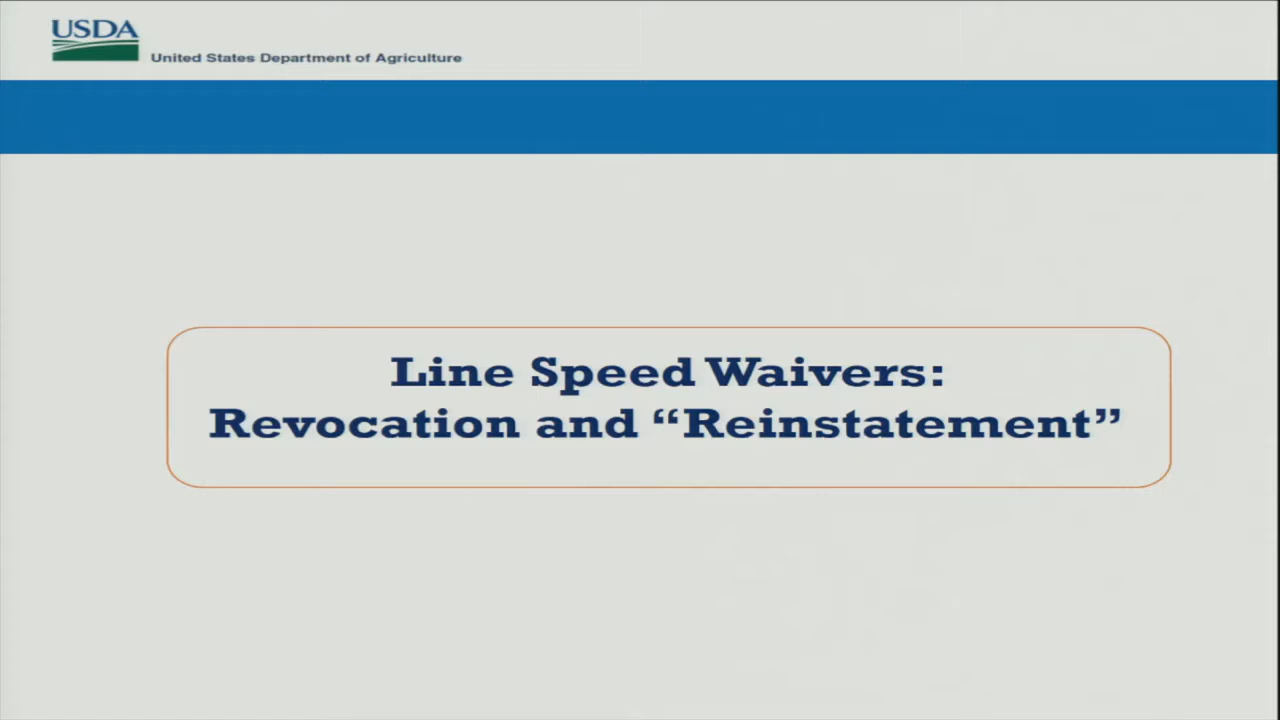 USDA
United States Department of Agriculture
Line Speed Waivers:
Revocation and “Reinstatement”